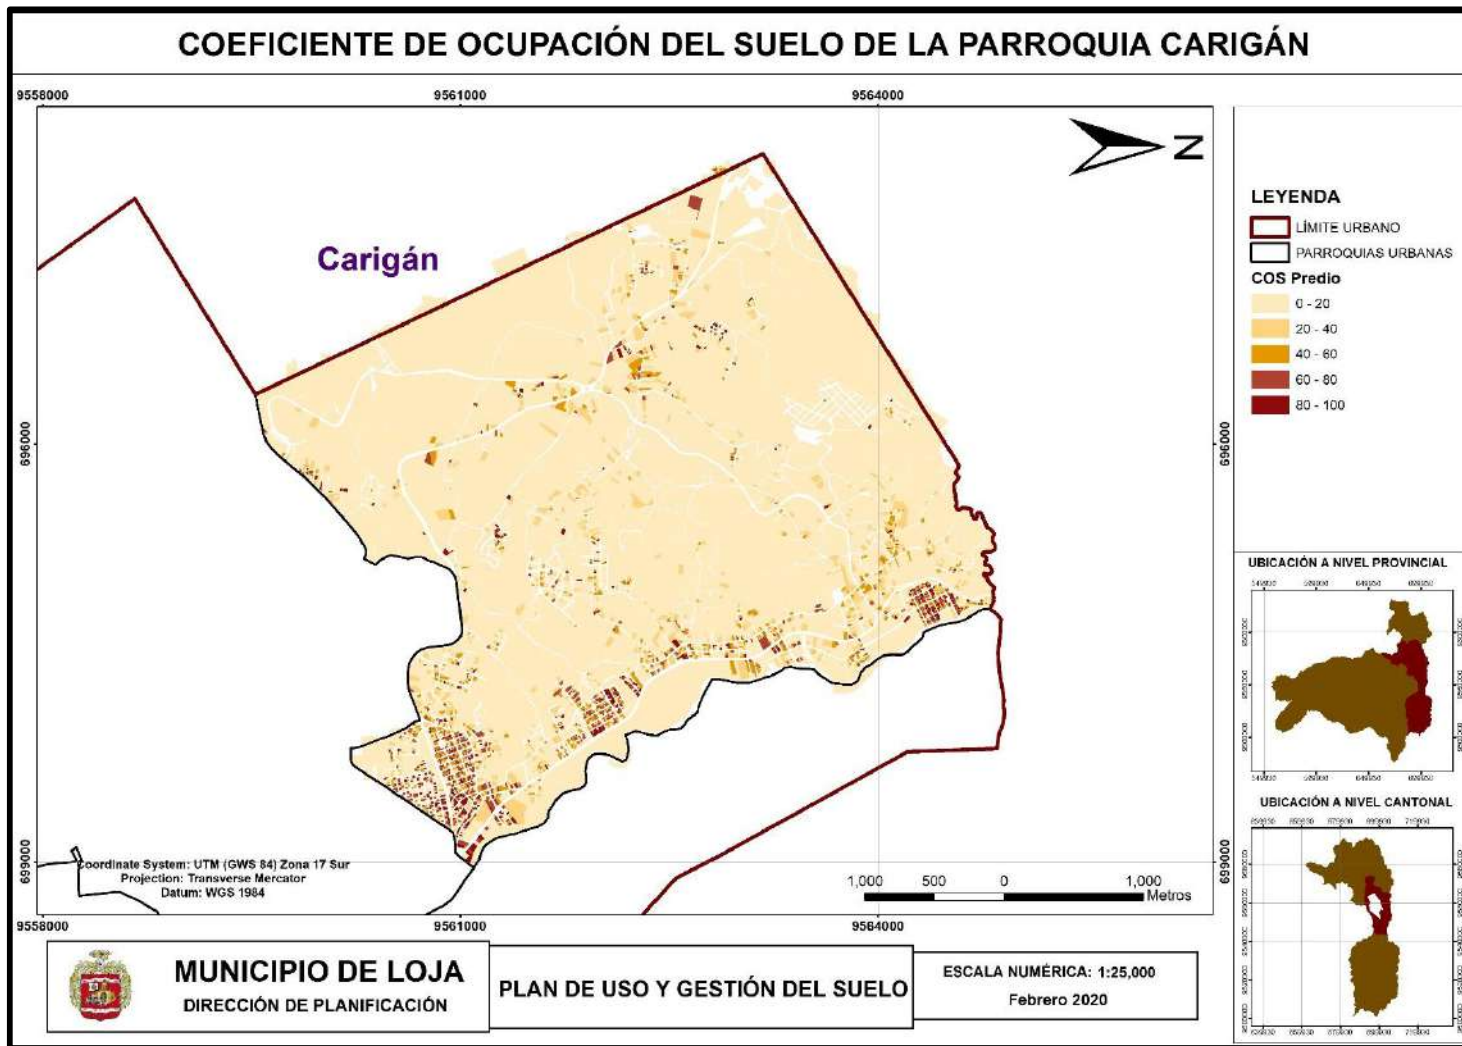 COEFICIENTE DE OCUPACIÓN DEL SUELO DE LA PARROQUIA CARIGÁN
9558000
9561000
9564000
N
Carigán
696000
696000
699000
699000
Coordinate System: UTM (GWS 84) Zona 17 Sur
Projection: Transverse Mercator
Datum: WGS 1984
1,000 500 0 1,000
Metros
9558000
9561000
9564000
LEYENDA
LÍMITE URBANO
PARROQUIAS URBANAS
COS Predio
0 - 20
20 - 40
40 - 60
60 - 80
80 - 100
UBICACIÓN A NIVEL PROVINCIAL
UBICACIÓN A NIVEL CANTONAL
MUNICIPIO DE LOJA
DIRECCIÓN DE PLANIFICACIÓN
PLAN DE USO Y GESTIÓN DEL SUELO
ESCALA NUMÉRICA: 1:25,000
Febrero 2020